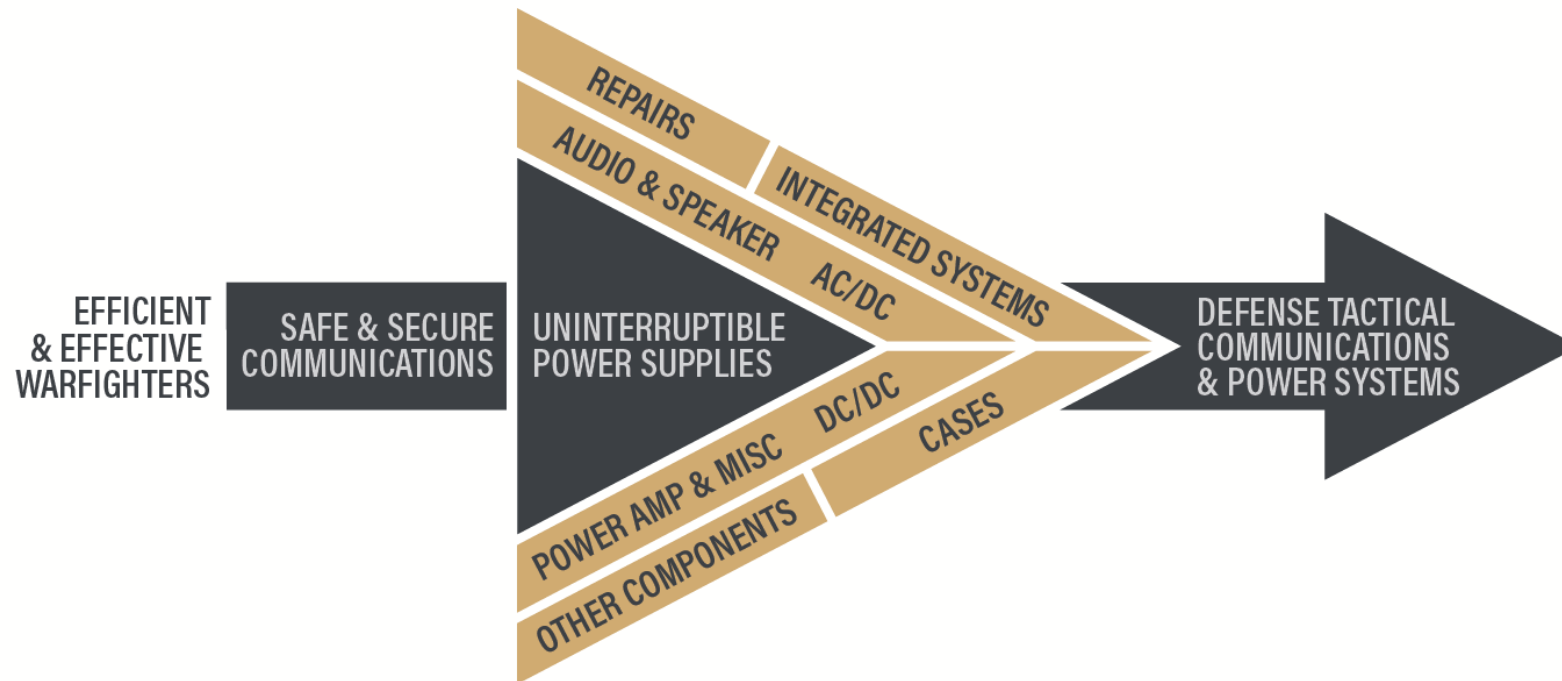 EFFICIENT
& EFFECTIVE
WARFIGHTERS
SAFE & SECURE
COMMUNICATIONS
UNINTERRUPTIBLE
POWER SUPPLIES
REPAIRS
INTEGRATED SYSTEMS
AUDIO & SPEAKER
AC/DC
POWER AMP & MISC
DC/DC
OTHER COMPONENTS
CASES
DEFENSE TACTICAL
COMMUNICATIONS
& POWER SYSTEMS